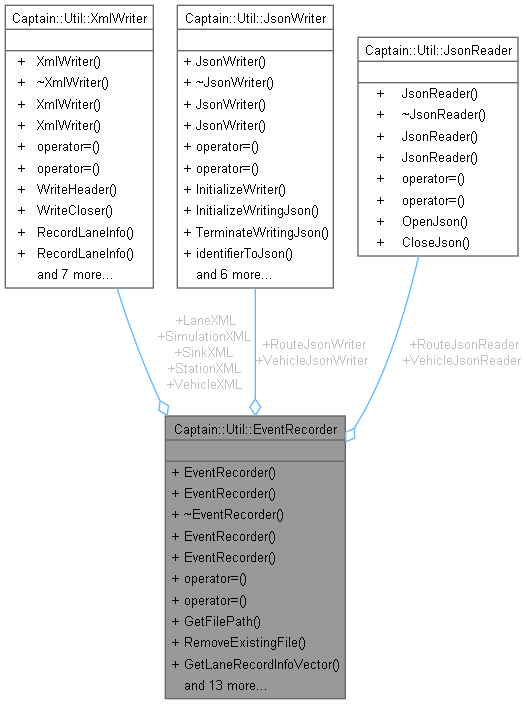 Captain::Util::XmlWriter
+ XmlWriter()
+ ~XmlWriter()
+ XmlWriter()
+ XmlWriter()
+ operator=()
+ operator=()
+ WriteHeader()
+ WriteCloser()
+ RecordLaneInfo()
+ RecordLaneInfo()
and 7 more...
Captain::Util::JsonWriter
+ JsonWriter()
+ ~JsonWriter()
+ JsonWriter()
+ JsonWriter()
+ operator=()
+ operator=()
+ InitializeWriter()
+ InitializeWritingJson()
+ TerminateWritingJson()
+ identifierToJson()
and 6 more...
Captain::Util::JsonReader
+ JsonReader()
+ ~JsonReader()
+ JsonReader()
+ JsonReader()
+ operator=()
+ operator=()
+ OpenJson()
+ CloseJson()
+LaneXML
+SimulationXML
+SinkXML
+StationXML
+VehicleXML
+RouteJsonWriter
+VehicleJsonWriter
+RouteJsonReader
+VehicleJsonReader
Captain::Util::EventRecorder
+ EventRecorder()
+ EventRecorder()
+ ~EventRecorder()
+ EventRecorder()
+ EventRecorder()
+ operator=()
+ operator=()
+ GetFilePath()
+ RemoveExistingFile()
+ GetLaneRecordInfoVector()
and 13 more...